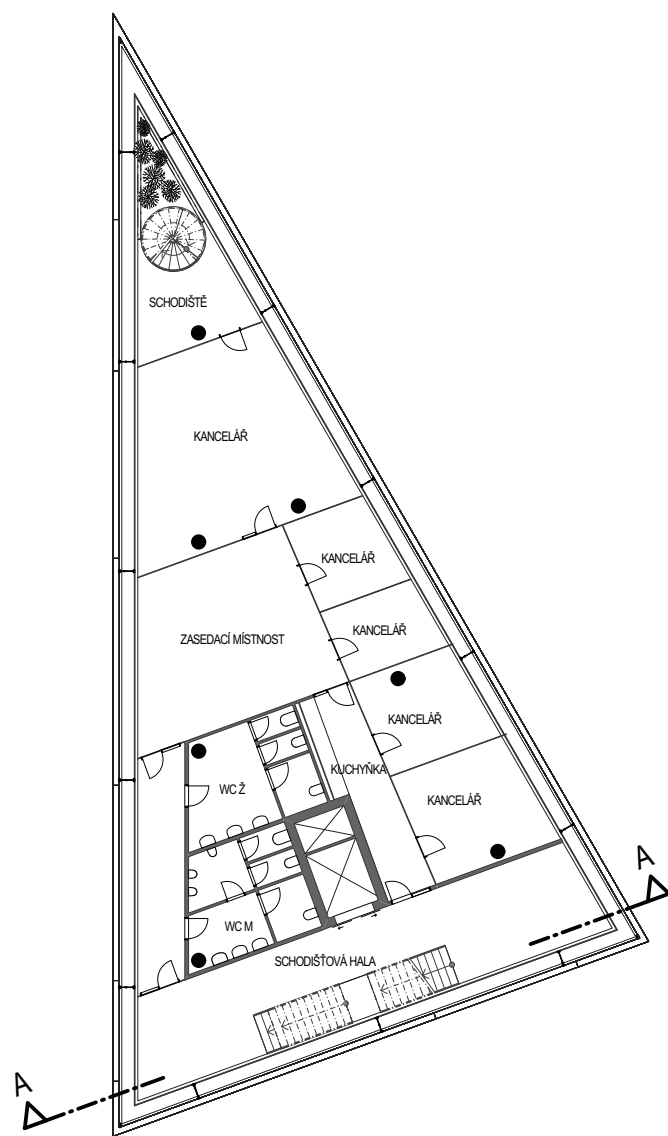 SCHODIŠTĚ
KANCELÁŘ
KANCELÁŘ
ZASEDACÍ MÍSTNOST
KANCELÁŘ
KANCELÁŘ
KUCHYŇKA
WC Ž
KANCELÁŘ
A
WC M
SCHODIŠŤOVÁ HALA
A